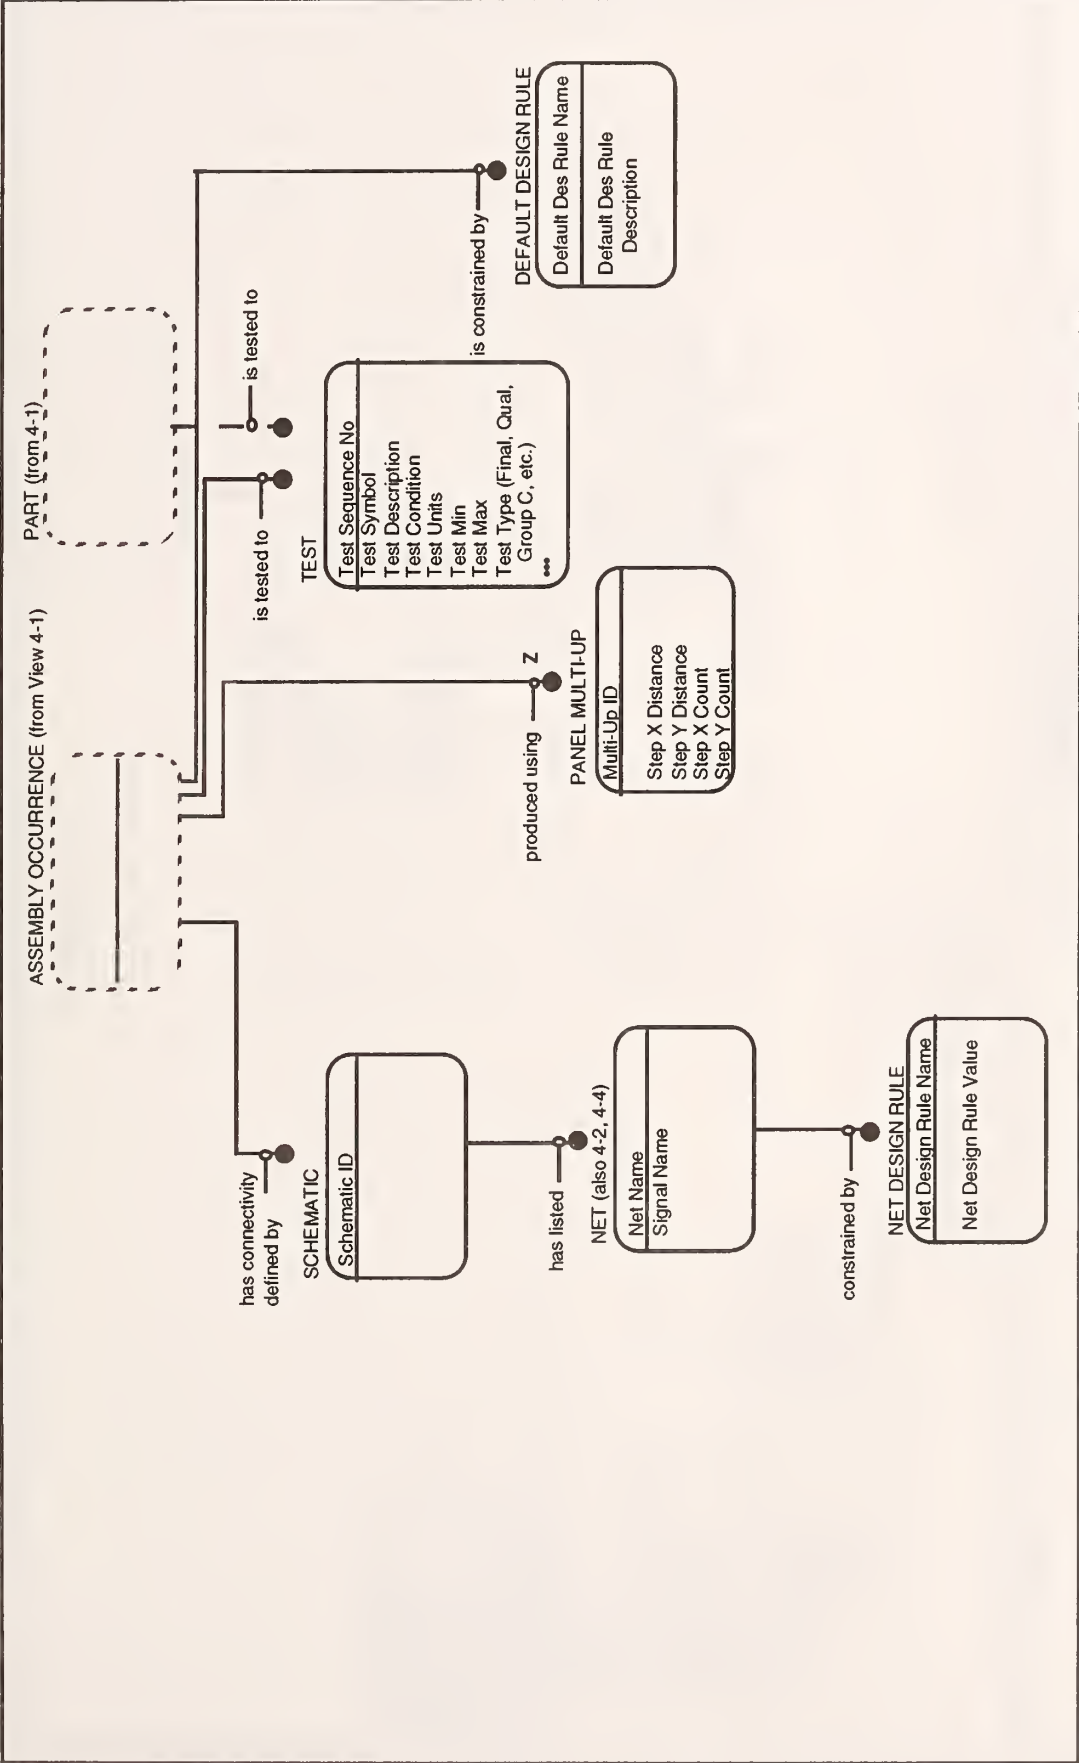 ASSEMBLY OCCURRENCE (from View 4-1)
PART (from 4-1)
has connectivity
defined by
SCHEMATIC
Schematic ID
has listed
NET (also 4-2, 4-4)
Net Name
Signal Name
constrained by
NET DESIGN RULE
Net Design Rule Name
Net Design Rule Value
produced using
Z
PANEL MULTI-UP
Multi-Up ID
Step X Distance
Step Y Distance
Step X Count
Step Y Count
is tested to
is tested to
TEST
Test Sequence No
Test Symbol
Test Description
Test Condition
Test Units
Test Min
Test Max
Test Type (Final, Qual,
Group C, etc.)
•••
is constrained by
DEFAULT DESIGN RULE
Default Des Rule Name
Default Des Rule
Description